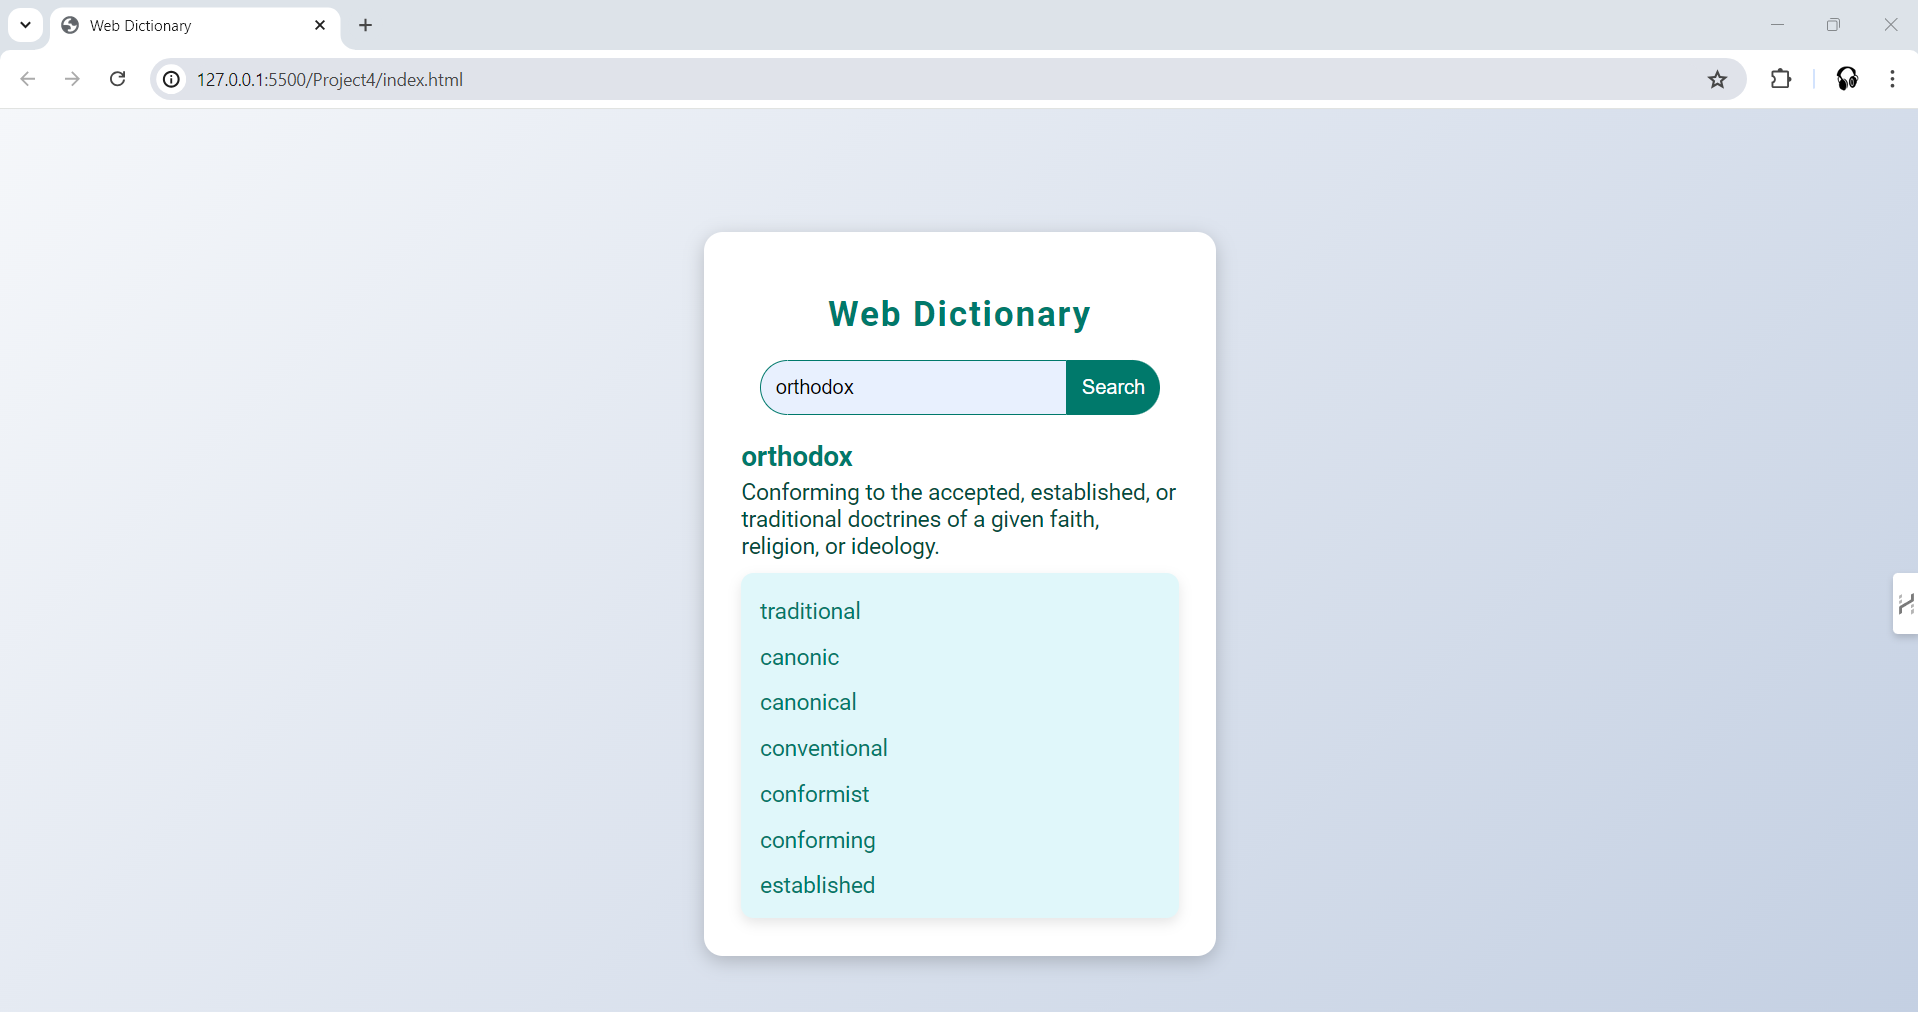 Web Dictionary
127.0.0.1:5500/Project4/index.html
Web Dictionary
orthodox
Search
orthodox
Conforming to the accepted, established, or
traditional doctrines of a given faith,
religion, or ideology.
traditional
canonic
canonical
conventional
conformist
conforming
established